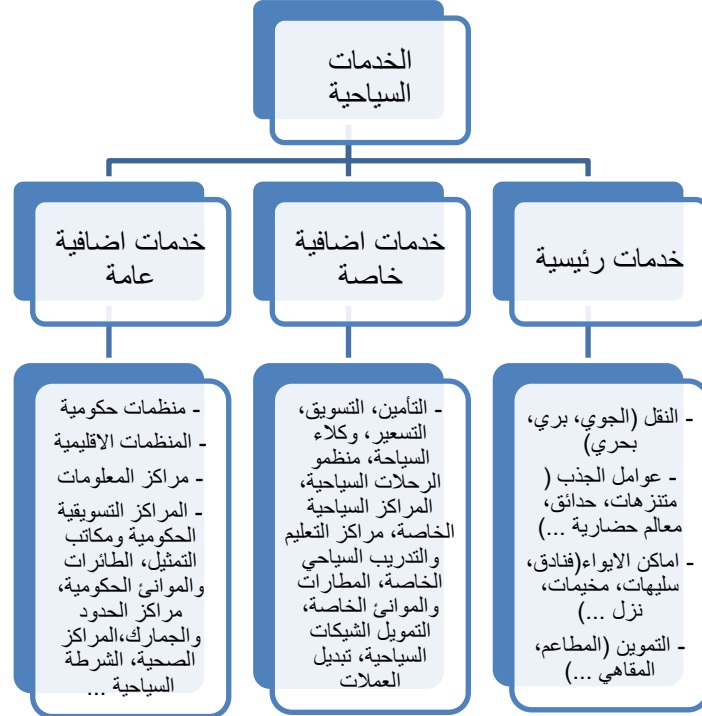 الخدمات
السياحية
خدمات رئيسية
خدمات اضافية
خاصة
خدمات اضافية
عامة
- النقل (الجوي، بري،
بحري)
- عوامل الجذب (
متنزهات، حدائق،
معالم حضارية ...)
- اماكن الايواء(فنادق،
سليهات، مخيمات،
نزل ...)
- التموين (المطاعم،
المقاهي ...)
- التأمين، التسويق،
التسعير، وكلاء
السياحة، منظمو
الرحلات السياحية،
المراكز السياحية
الخاصة، مراكز التعليم
والتدريب السياحي
الخاصة، المطارات
والموانئ الخاصة،
التمويل الشيكات
السياحية، تبديل
العملات
- منظمات حكومية
- المنظمات الاقليمية
- مراكز المعلومات
- المراكز التسويقية
الحكومية ومكاتب
التمثيل، الطائرات
والموانئ الحكومية،
مراكز الحدود
والجمارك،المراكز
الصحية، الشرطة
السياحية ...